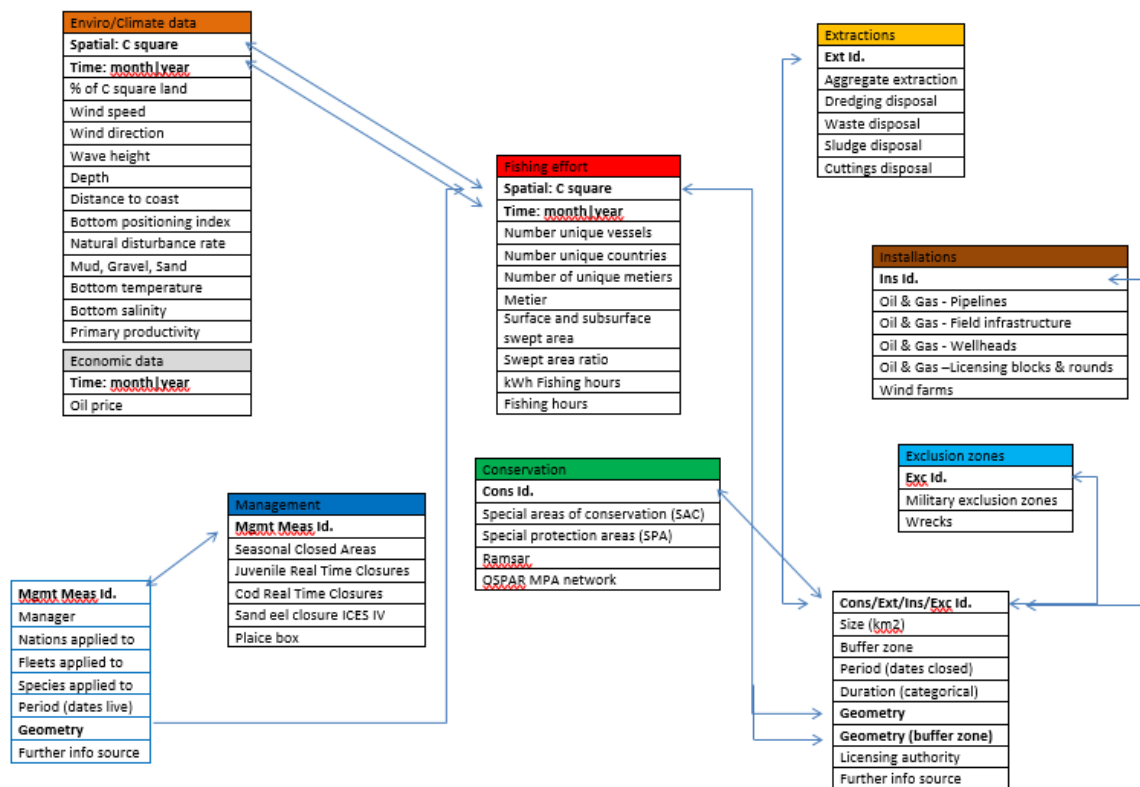 Enviro/Climate data
Spatial: C square
Time: month|year
% of C square land
Wind speed
Wind direction
Wave height
Depth
Distance to coast
Bottom positioning index
Natural disturbance rate
Mud, Gravel, Sand
Bottom temperature
Bottom salinity
Primary productivity
Economic data
Time: month|year
Oil price
Fishing effort
Spatial: C square
Time: month|year
Number unique vessels
Number unique countries
Number of unique metiers
Metier
Surface and subsurface
swept area
Swept area ratio
kWh Fishing hours
Fishing hours
Extractions
Ext Id.
Aggregate extraction
Dredging disposal
Waste disposal
Sludge disposal
Cuttings disposal
Installations
Ins Id.
Oil & Gas - Pipelines
Oil & Gas - Field infrastructure
Oil & Gas - Wellheads
Oil & Gas –Licensing blocks & rounds
Wind farms
Exclusion zones
Exc Id.
Military exclusion zones
Wrecks
Conservation
Cons Id.
Special areas of conservation (SAC)
Special protection areas (SPA)
Ramsar
OSPAR MPA network
Management
Mgmt Meas Id.
Seasonal Closed Areas
Juvenile Real Time Closures
Cod Real Time Closures
Sand eel closure ICES IV
Plaice box
Mgmt Meas Id.
Manager
Nations applied to
Fleets applied to
Species applied to
Period (dates live)
Geometry
Further info source
Cons/Ext/Ins/Exc Id.
Size (km2)
Buffer zone
Period (dates closed)
Duration (categorical)
Geometry
Geometry (buffer zone)
Licensing authority
Further info source